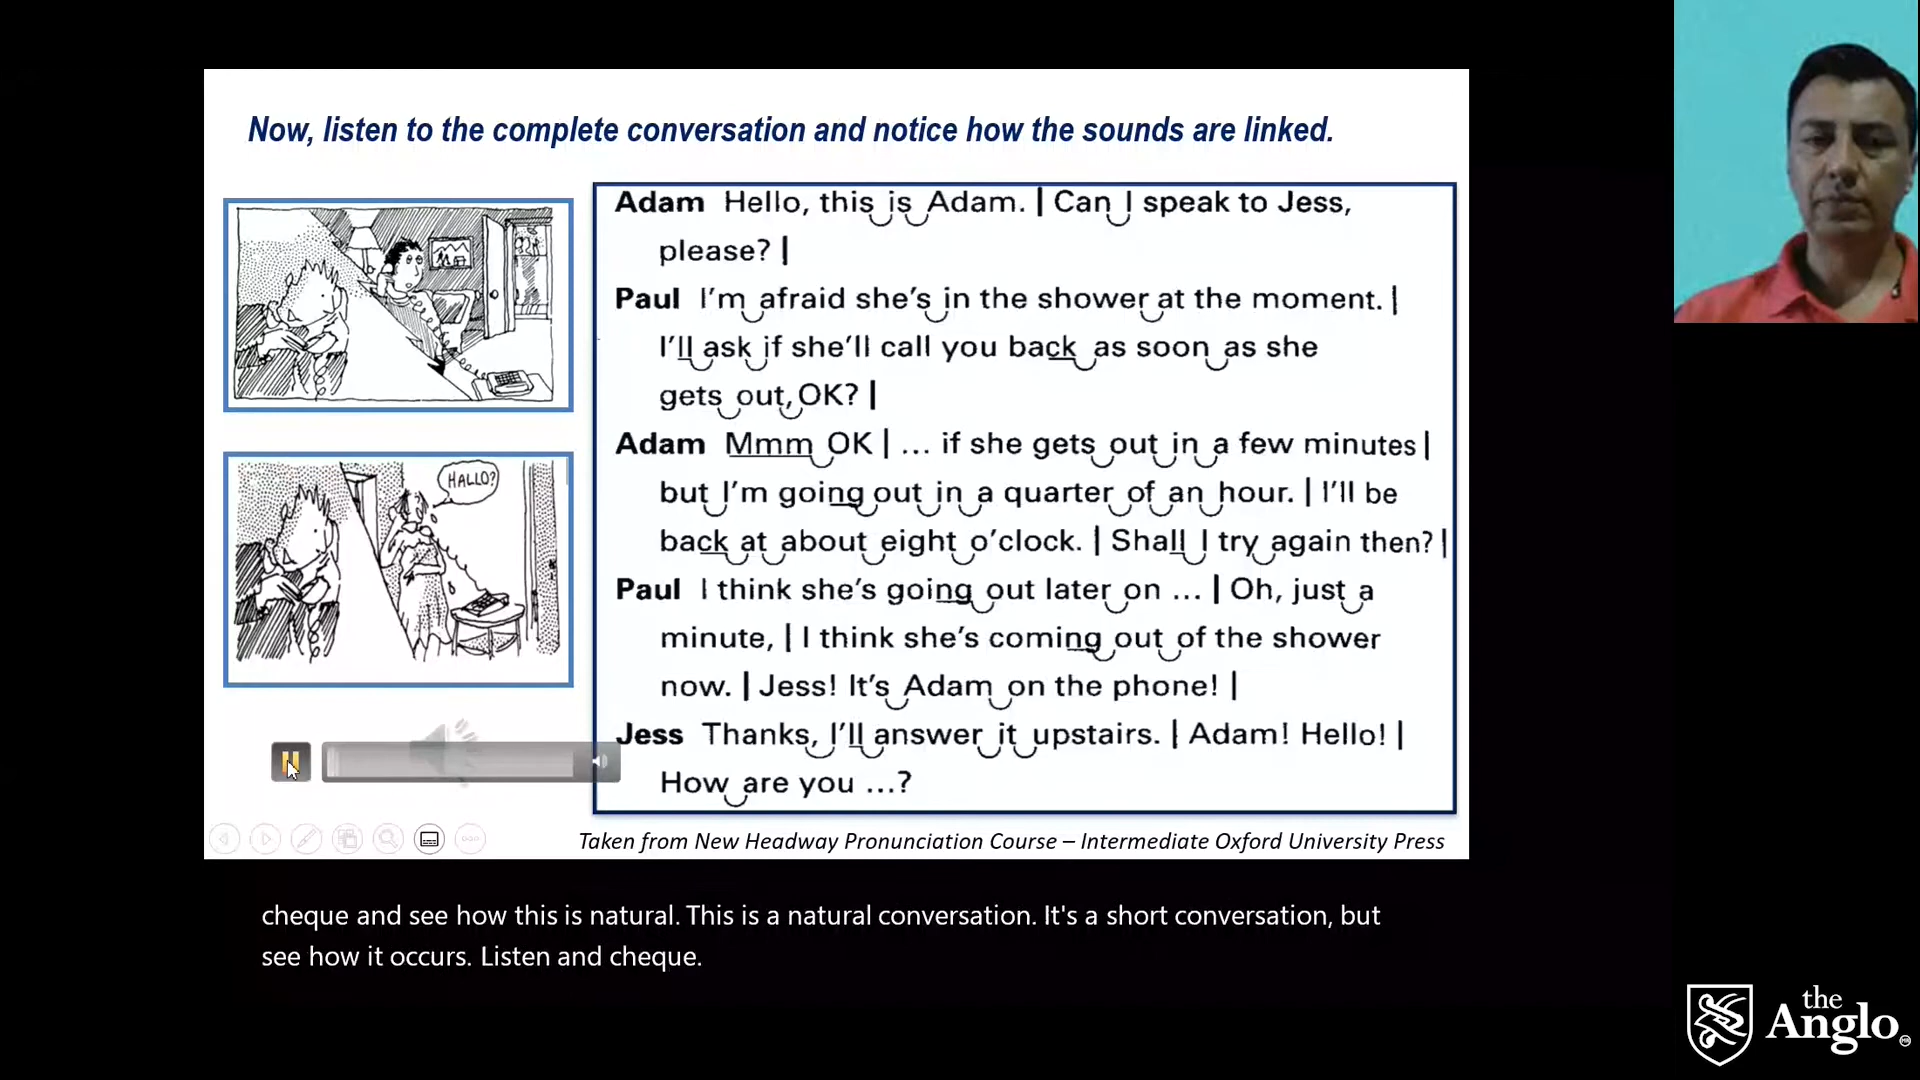 Now, listen to the complete conversation and notice how the sounds are linked.
HALLO?
Adam Hello, this is Adam. | Can I speak to Jess,
please? |
Paul I'm afraid she's in the shower at the moment. |
I'll ask if she'll call you back as soon as she
gets out, OK? |
Adam Mmm OK | ... if she gets out in a few minutes |
but I'm going out in a quarter of an hour. | I'll be
back at about eight o'clock. | Shall I try again then? |
Paul I think she's going out later on ... | Oh, just a
minute, | I think she's coming out of the shower
now. | Jess! It's Adam on the phone! |
Jess Thanks, I'll answer it upstairs. | Adam! Hello! |
How are you ...?
Taken from New Headway Pronunciation Course – Intermediate Oxford University Press
cheque and see how this is natural. This is a natural conversation. It's a short conversation, but
see how it occurs. Listen and cheque.
the
Anglo